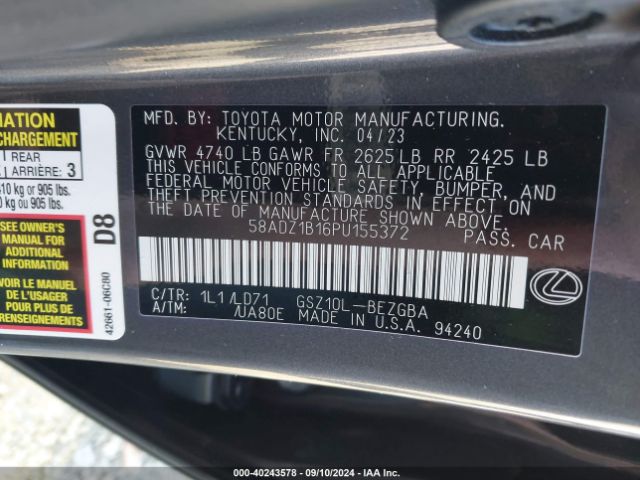 MFD. BY: TOYOTA MOTOR MANUFACTURING.
KENTUCKY, INC. 04/23
GVWR 4740 LB GAWR FR 2625 LB RR 2425 LB
THIS VEHICLE CONFORMS TO ALL APPLICABLE
FEDERAL MOTOR VEHICLE SAFETY, BUMPER, AND
THEFT PREVENTION STANDARDS IN EFFECT ON
THE DATE OF MANUFACTURE SHOWN ABOVE.
58ADZ1B16PU155372 PASS. CAR
C/TR: 1L1/LD71 GSZ10L-BEZGBA
A/TM: /UA80E MADE IN U.S.A. 94240
MATION
CHARGEMENT
REAR
ARRIÈRE: 3
410 kg or 905 lbs.
kg ou 905 lbs.
SEE OWNER'S
MANUAL FOR
ADDITIONAL
INFORMATION
VOIR LE MANUEL
DE L'USAGER
POUR PLUS DE
RENSEIGNEMENTS
D8
42661-06C80
000-40243578 - 09/10/2024 - Copart, Inc.